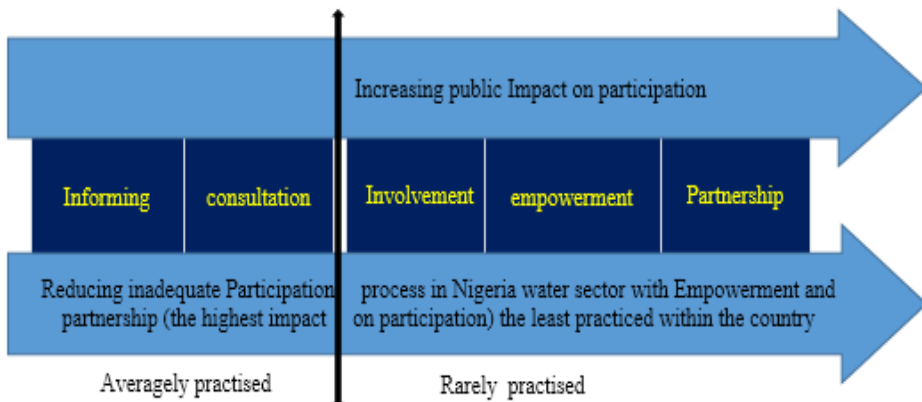 Increasing public Impact on participation
Informing
consultation
Involvement
empowerment
Partnership
Reducing inadequate Participation process in Nigeria water sector with Empowerment and
partnership (the highest impact on participation) the least practiced within the country
Averagely practised
Rarely practised